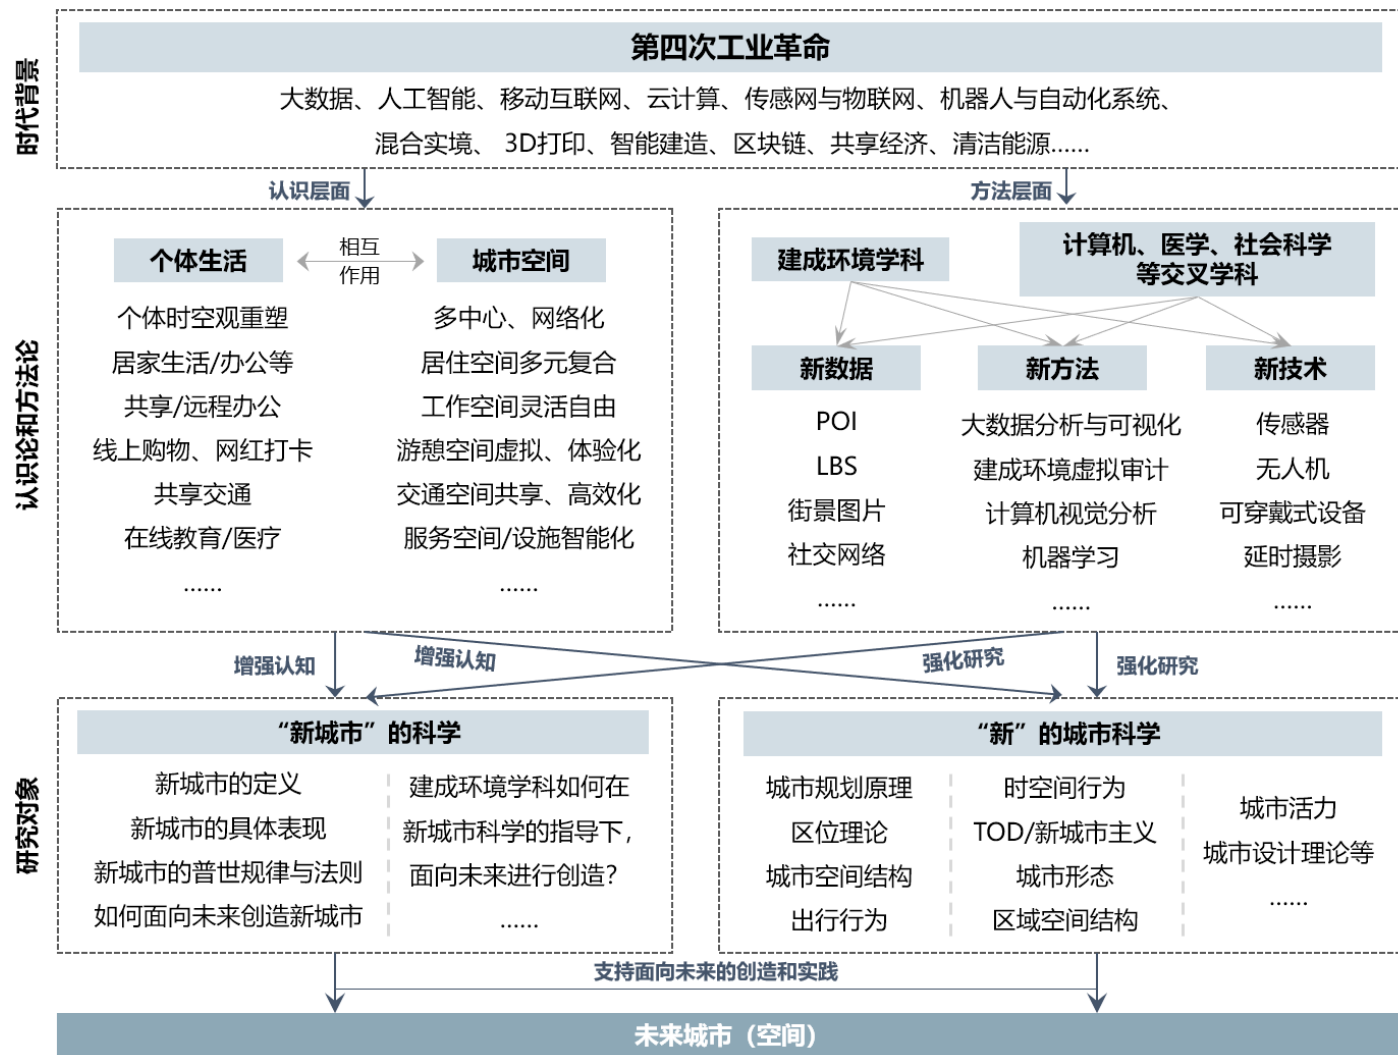 时代背景
第四次工业革命
大数据、人工智能、移动互联网、云计算、传感网与物联网、机器人与自动化系统、
混合实境、 3D打印、智能建造、区块链、共享经济、清洁能源......
认识层面
方法层面
认识论和方法论
个体生活
相互
作用
城市空间
个体时空观重塑
居家生活/办公等
共享/远程办公
线上购物、网红打卡
共享交通
在线教育/医疗
......
多中心、网络化
居住空间多元复合
工作空间灵活自由
游憩空间虚拟、体验化
交通空间共享、高效化
服务空间/设施智能化
......
建成环境学科
计算机、医学、社会科学
等交叉学科
新数据
POI
LBS
街景图片
社交网络
......
新方法
大数据分析与可视化
建成环境虚拟审计
计算机视觉分析
机器学习
......
新技术
传感器
无人机
可穿戴式设备
延时摄影
......
增强认知
增强认知
强化研究
强化研究
研究对象
“新城市”的科学
新城市的定义
新城市的具体表现
新城市的普世规律与法则
如何面向未来创造新城市
建成环境学科如何在
新城市科学的指导下，
面向未来进行创造？
......
“新”的城市科学
城市规划原理
区位理论
城市空间结构
出行行为
时空间行为
TOD/新城市主义
城市形态
区域空间结构
城市活力
城市设计理论等
......
支持面向未来的创造和实践
未来城市（空间）